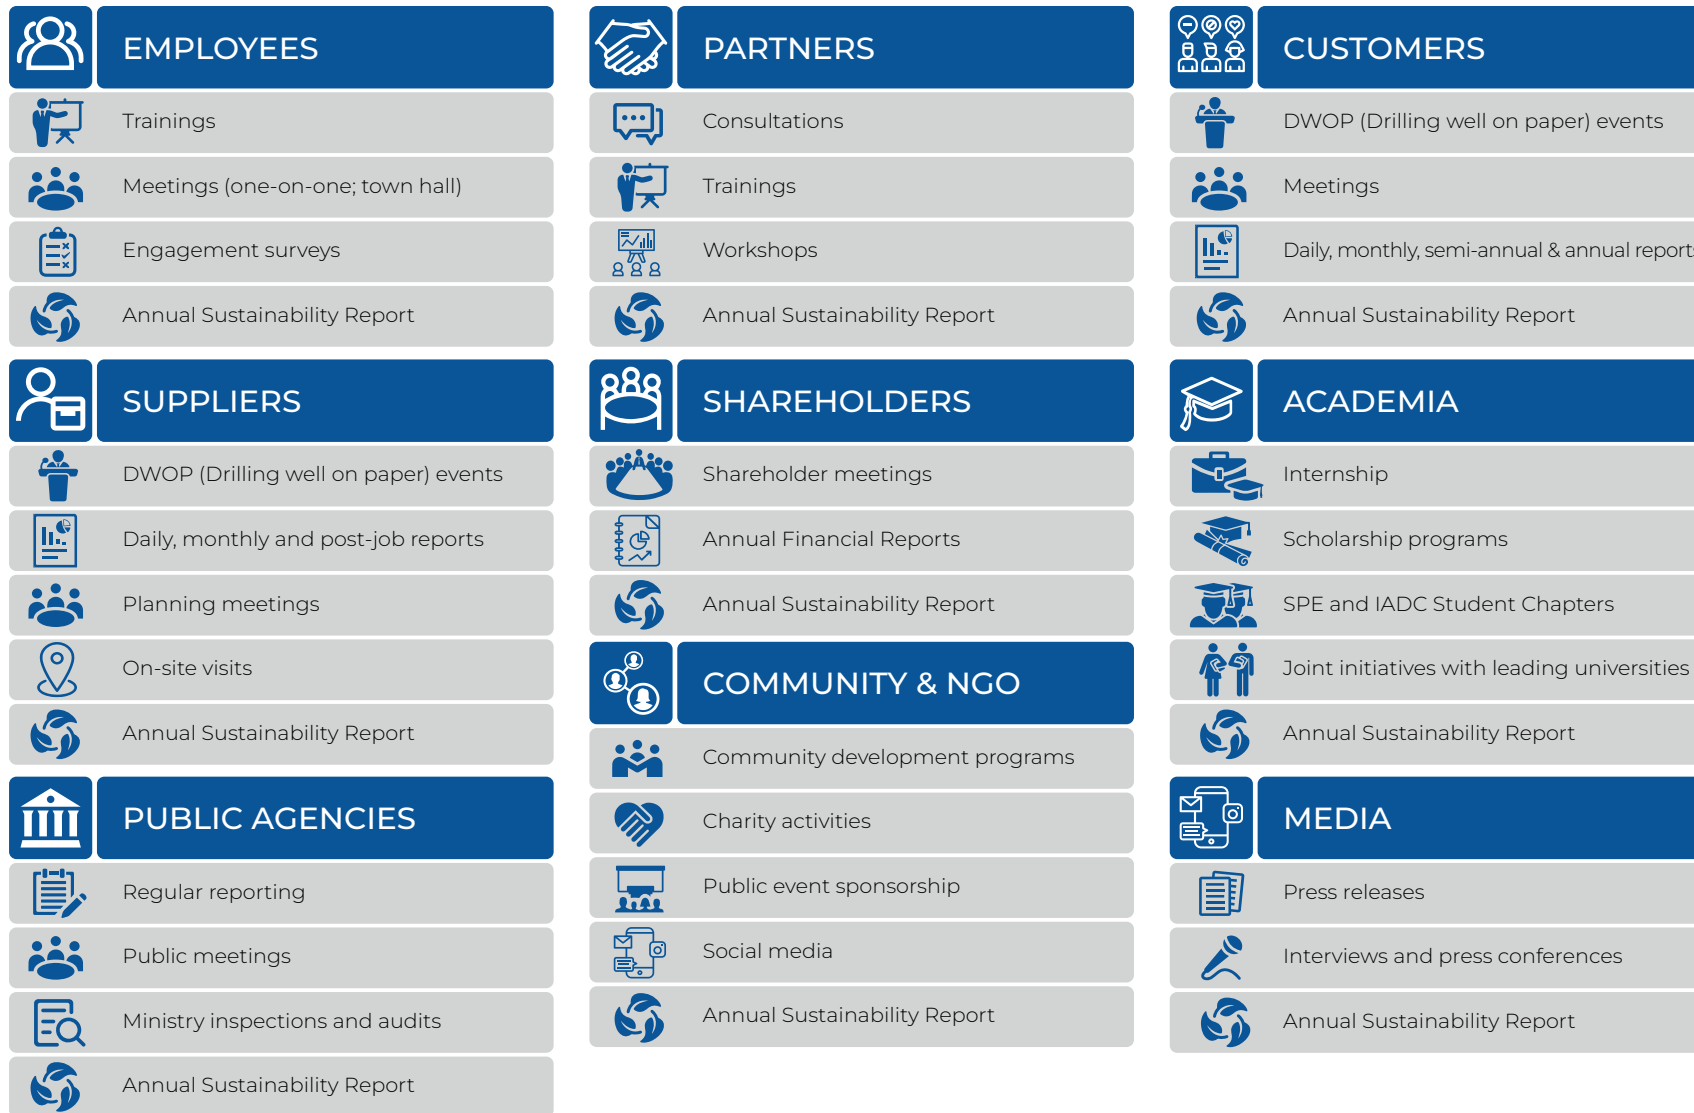 EMPLOYEES
Trainings
Meetings (one-on-one; town hall)
Engagement surveys
Annual Sustainability Report
SUPPLIERS
DWOP (Drilling well on paper) events
Daily, monthly and post-job reports
Planning meetings
On-site visits
Annual Sustainability Report
PUBLIC AGENCIES
Regular reporting
Public meetings
Ministry inspections and audits
Annual Sustainability Report
PARTNERS
Consultations
Trainings
Workshops
Annual Sustainability Report
SHAREHOLDERS
Shareholder meetings
Annual Financial Reports
Annual Sustainability Report
COMMUNITY & NGO
Community development programs
Charity activities
Public event sponsorship
Social media
Annual Sustainability Report
CUSTOMERS
DWOP (Drilling well on paper) events
Meetings
Daily, monthly, semi-annual & annual reports
Annual Sustainability Report
ACADEMIA
Internship
Scholarship programs
SPE and IADC Student Chapters
Joint initiatives with leading universities
Annual Sustainability Report
MEDIA
Press releases
Interviews and press conferences
Annual Sustainability Report